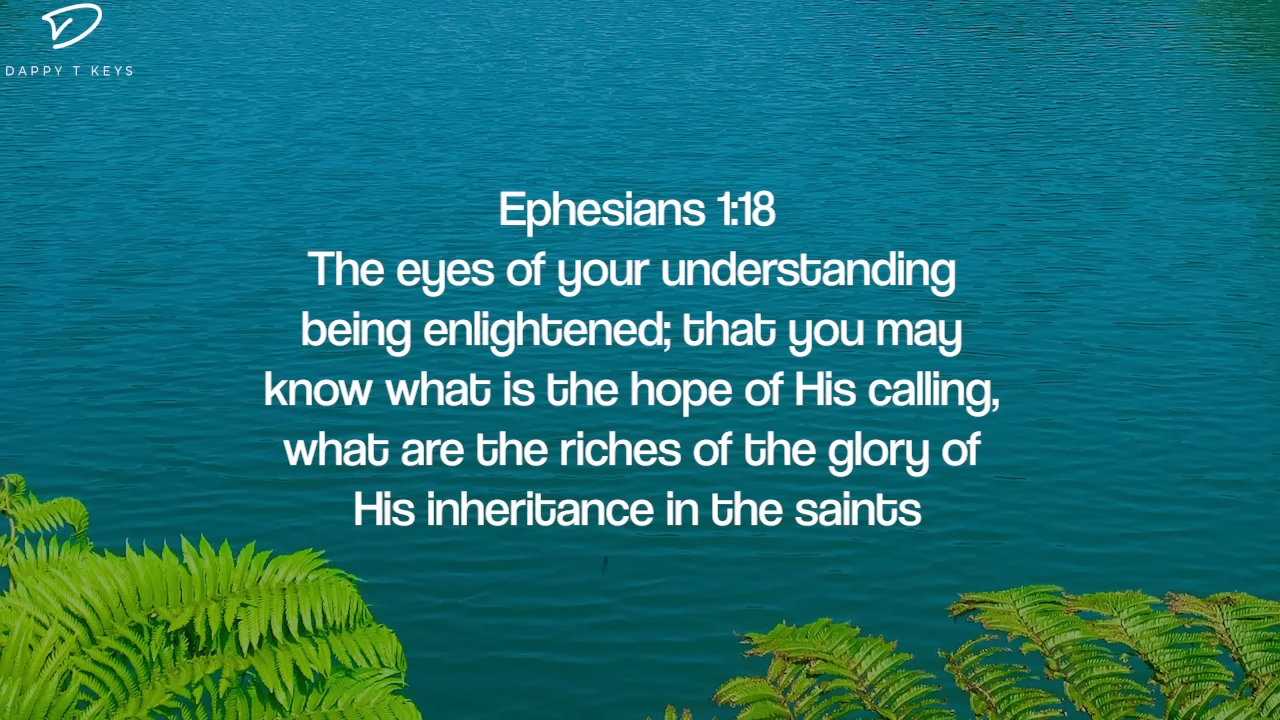 DAPPY T KEYS
Ephesians 1:18
The eyes of your understanding
being enlightened; that you may
know what is the hope of His calling,
what are the riches of the glory of
His inheritance in the saints